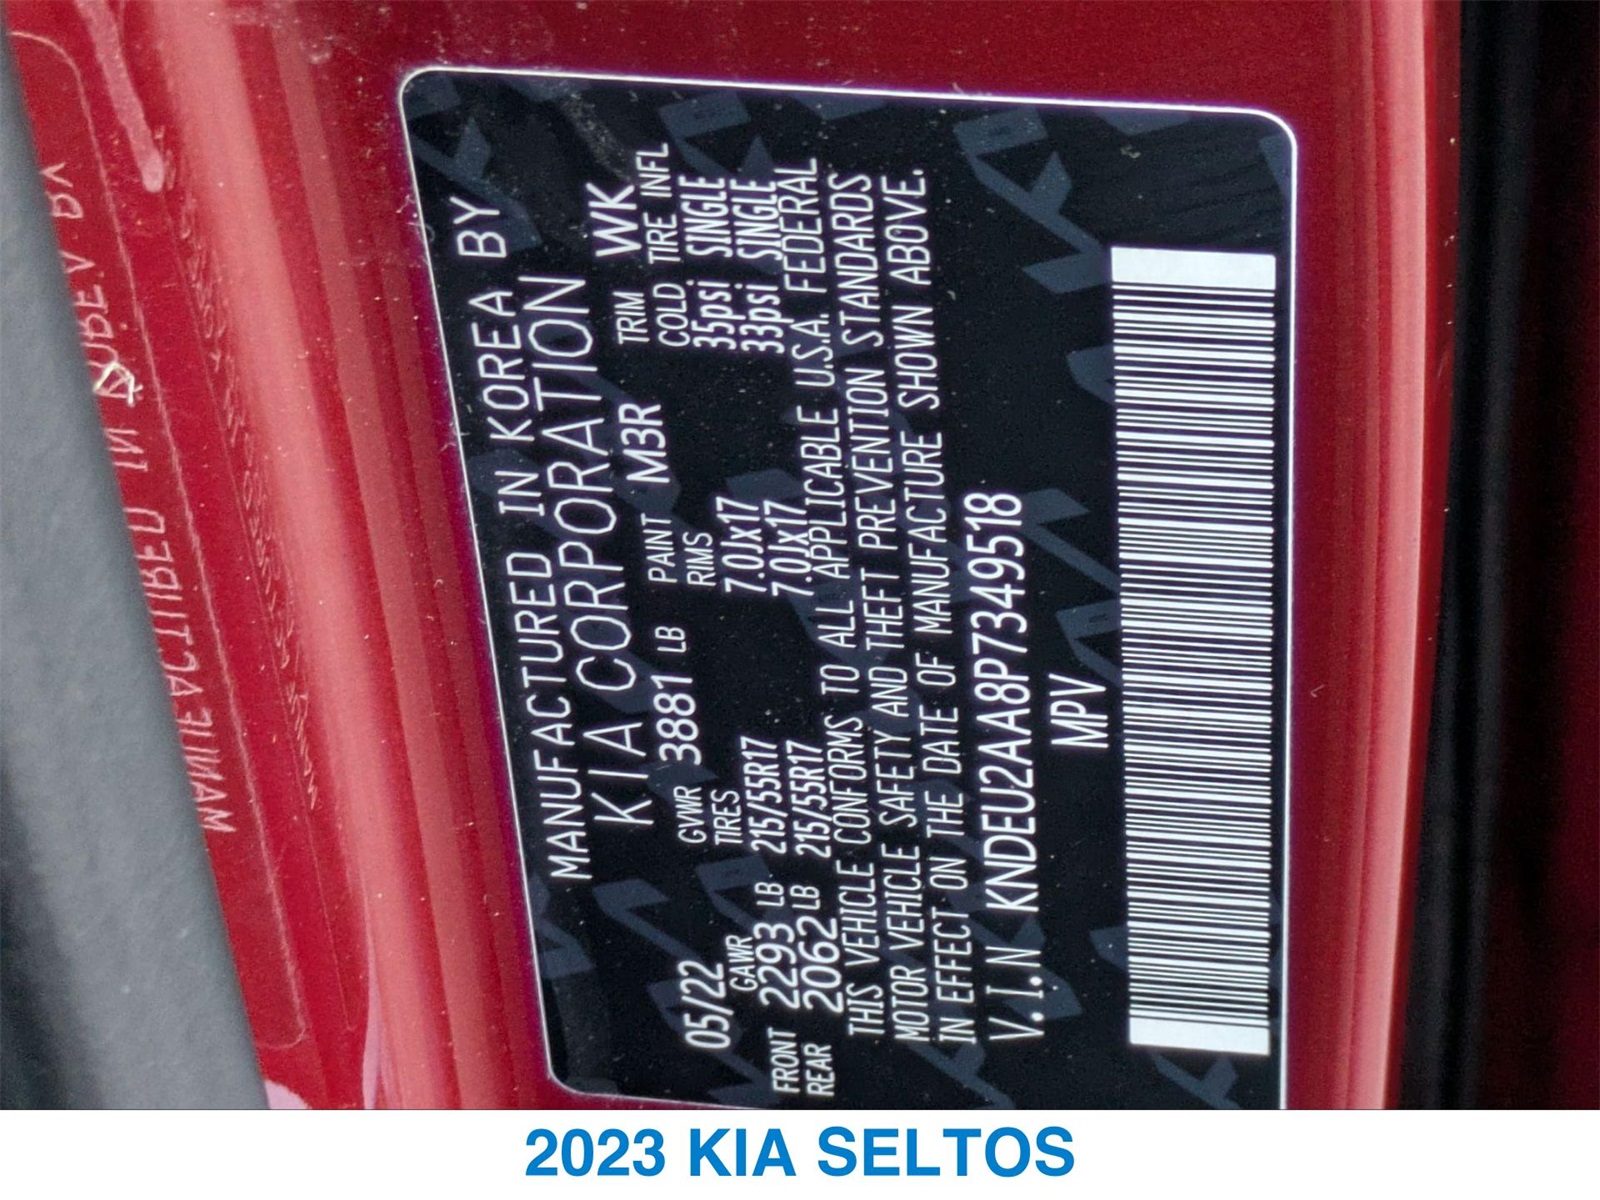 MANUFACTURED IN KOREA BY
KIA CORPORATION
05/22 GVWR 3881 LB PAINT M3R TRIM WK
GAWR TIRES RIMS COLD TIRE INFL
FRONT 2293 LB 215/55R17 7.0Jx17 35psi SINGLE
REAR 2062 LB 215/55R17 7.0Jx17 33psi SINGLE
THIS VEHICLE CONFORMS TO ALL APPLICABLE U.S.A. FEDERAL
MOTOR VEHICLE SAFETY AND THEFT PREVENTION STANDARDS
IN EFFECT ON THE DATE OF MANUFACTURE SHOWN ABOVE.
V.I.N KNDEU2AA8P7349518
MPV
2023 KIA SELTOS